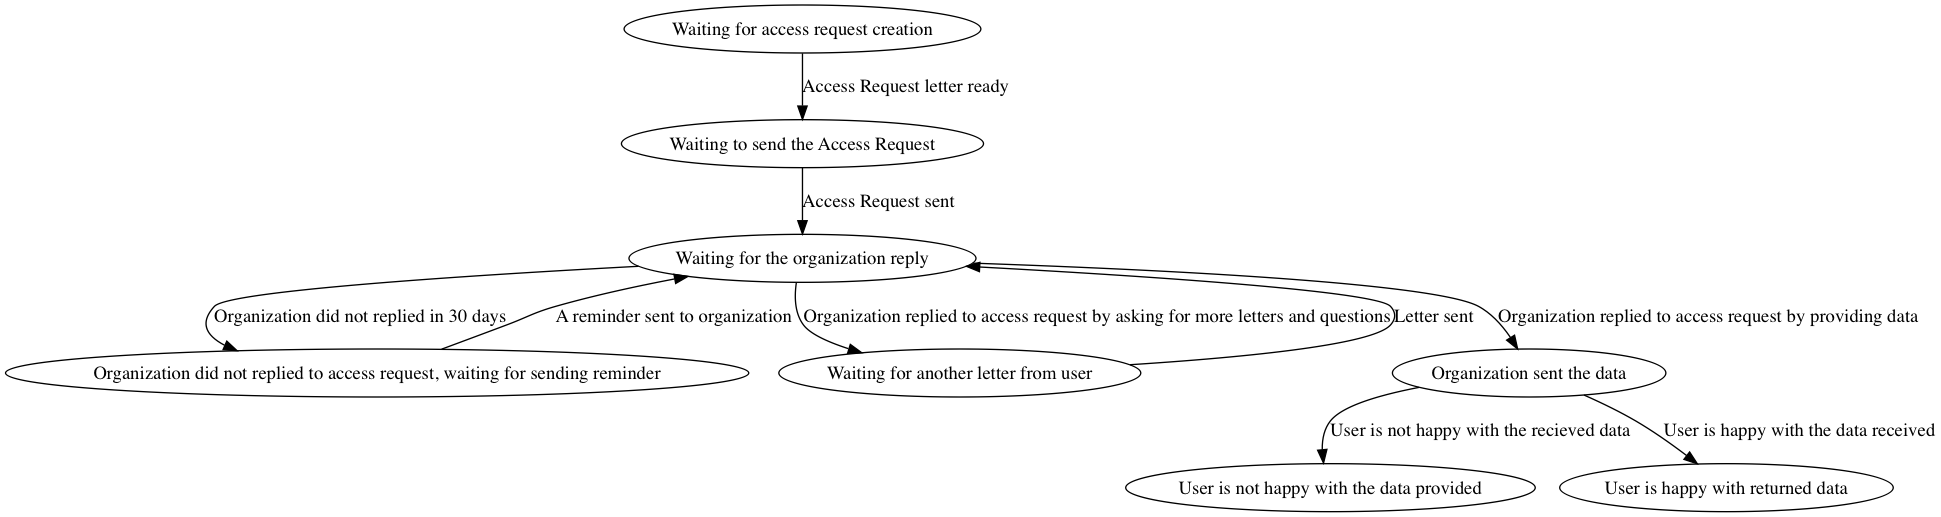 Waiting for access request creation
Access Request letter ready
Waiting to send the Access Request
Access Request sent
Waiting for the organization reply
Organization did not replied in 30 days
A reminder sent to organization
Organization replied to access request by asking for more letters and questions
Letter sent
Organization replied to access request by providing data
Organization did not replied to access request, waiting for sending reminder
Waiting for another letter from user
Organization sent the data
User is not happy with the recieved data
User is happy with the data received
User is not happy with the data provided
User is happy with returned data